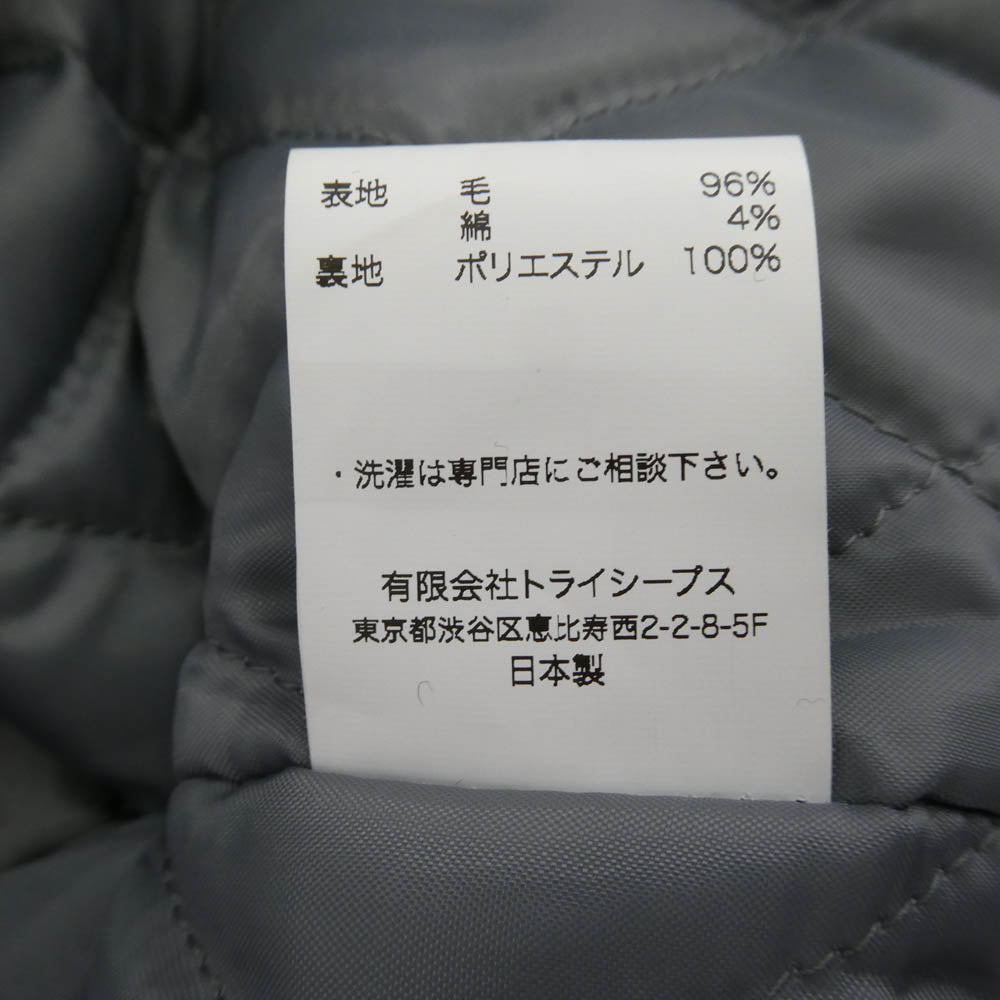 表地 毛 96%
綿 4%
裏地 ポリエステル 100%
・洗濯は専門店にご相談下さい。
有限会社トライシープス
東京都渋谷区恵比寿西2-2-8-5F
日本製